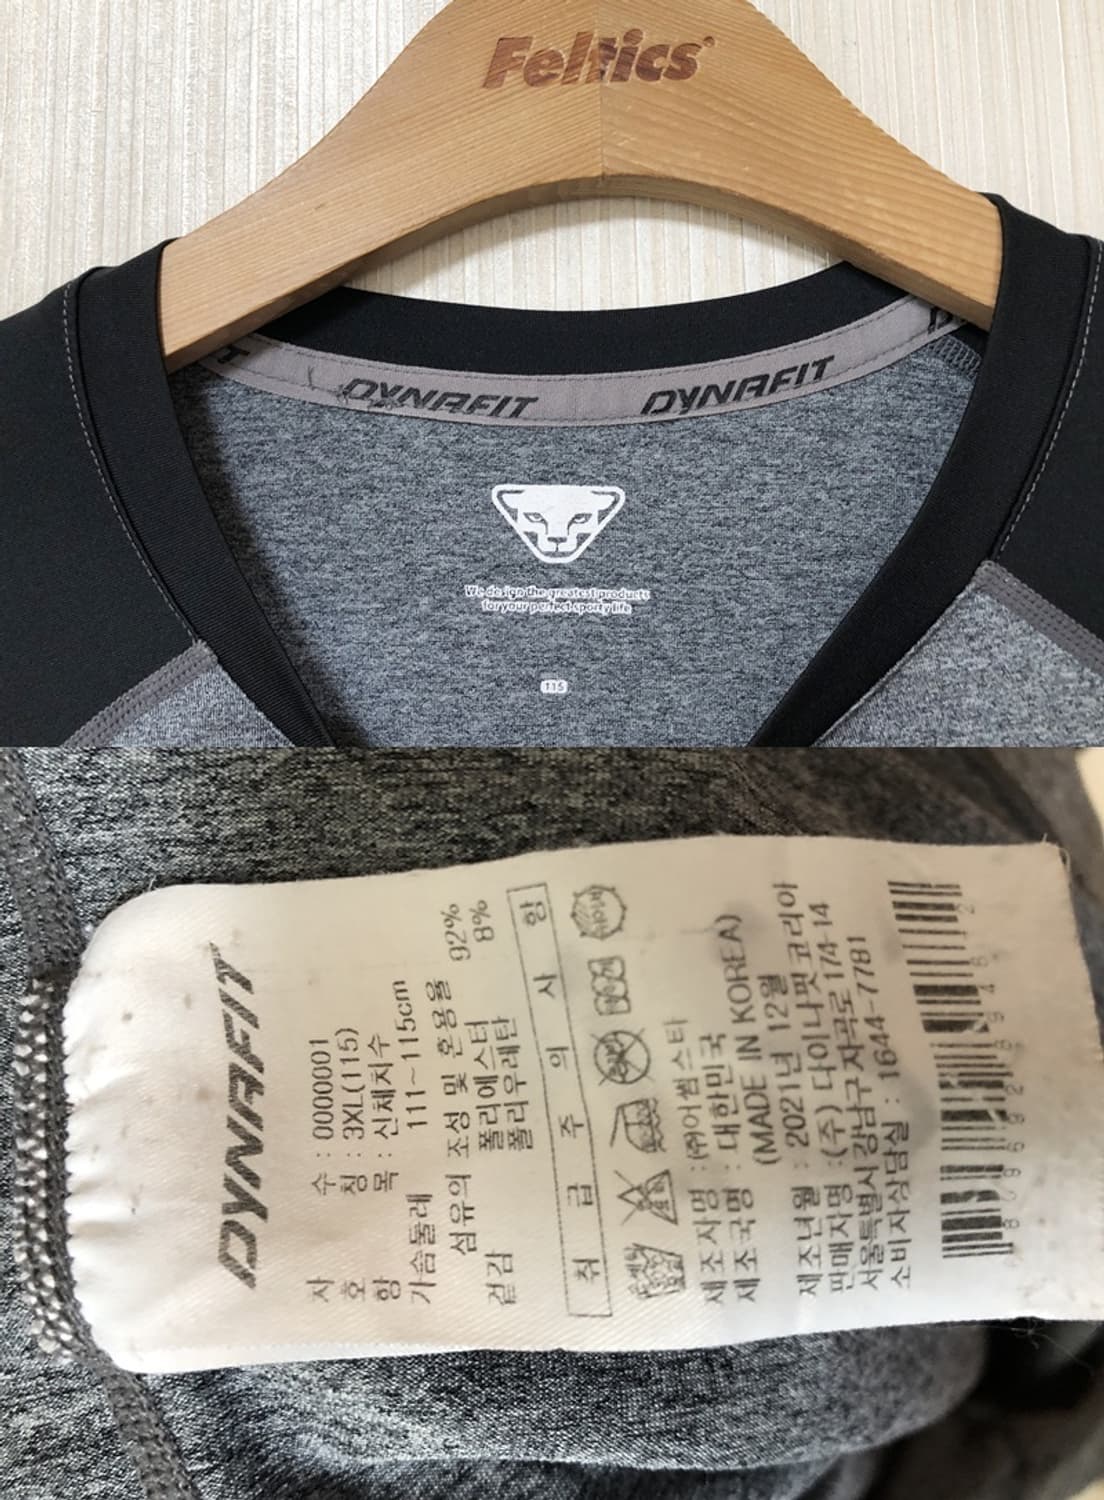 Feltics
DYNAFIT DYNAFIT
We design the greatest products
for your perfect sporty life
115
DYNAFIT
자 수 : 0000001
호 칭 : 3XL(115)
항 목 : 신체치수
가슴둘레 111~115cm
섬유의 조성 및 혼용율
겉감 폴리에스터 92%
폴리우레탄 8%
취 급 주 의 사 항
제조자명 : (주)어썸스타
제조국명 : 대한민국
(MADE IN KOREA)
제조년월 : 2021년 12월
판매자명 : (주) 다이나핏코리아
서울특별시 강남구 자곡로 174-14
소비자상담실 : 1644-7781